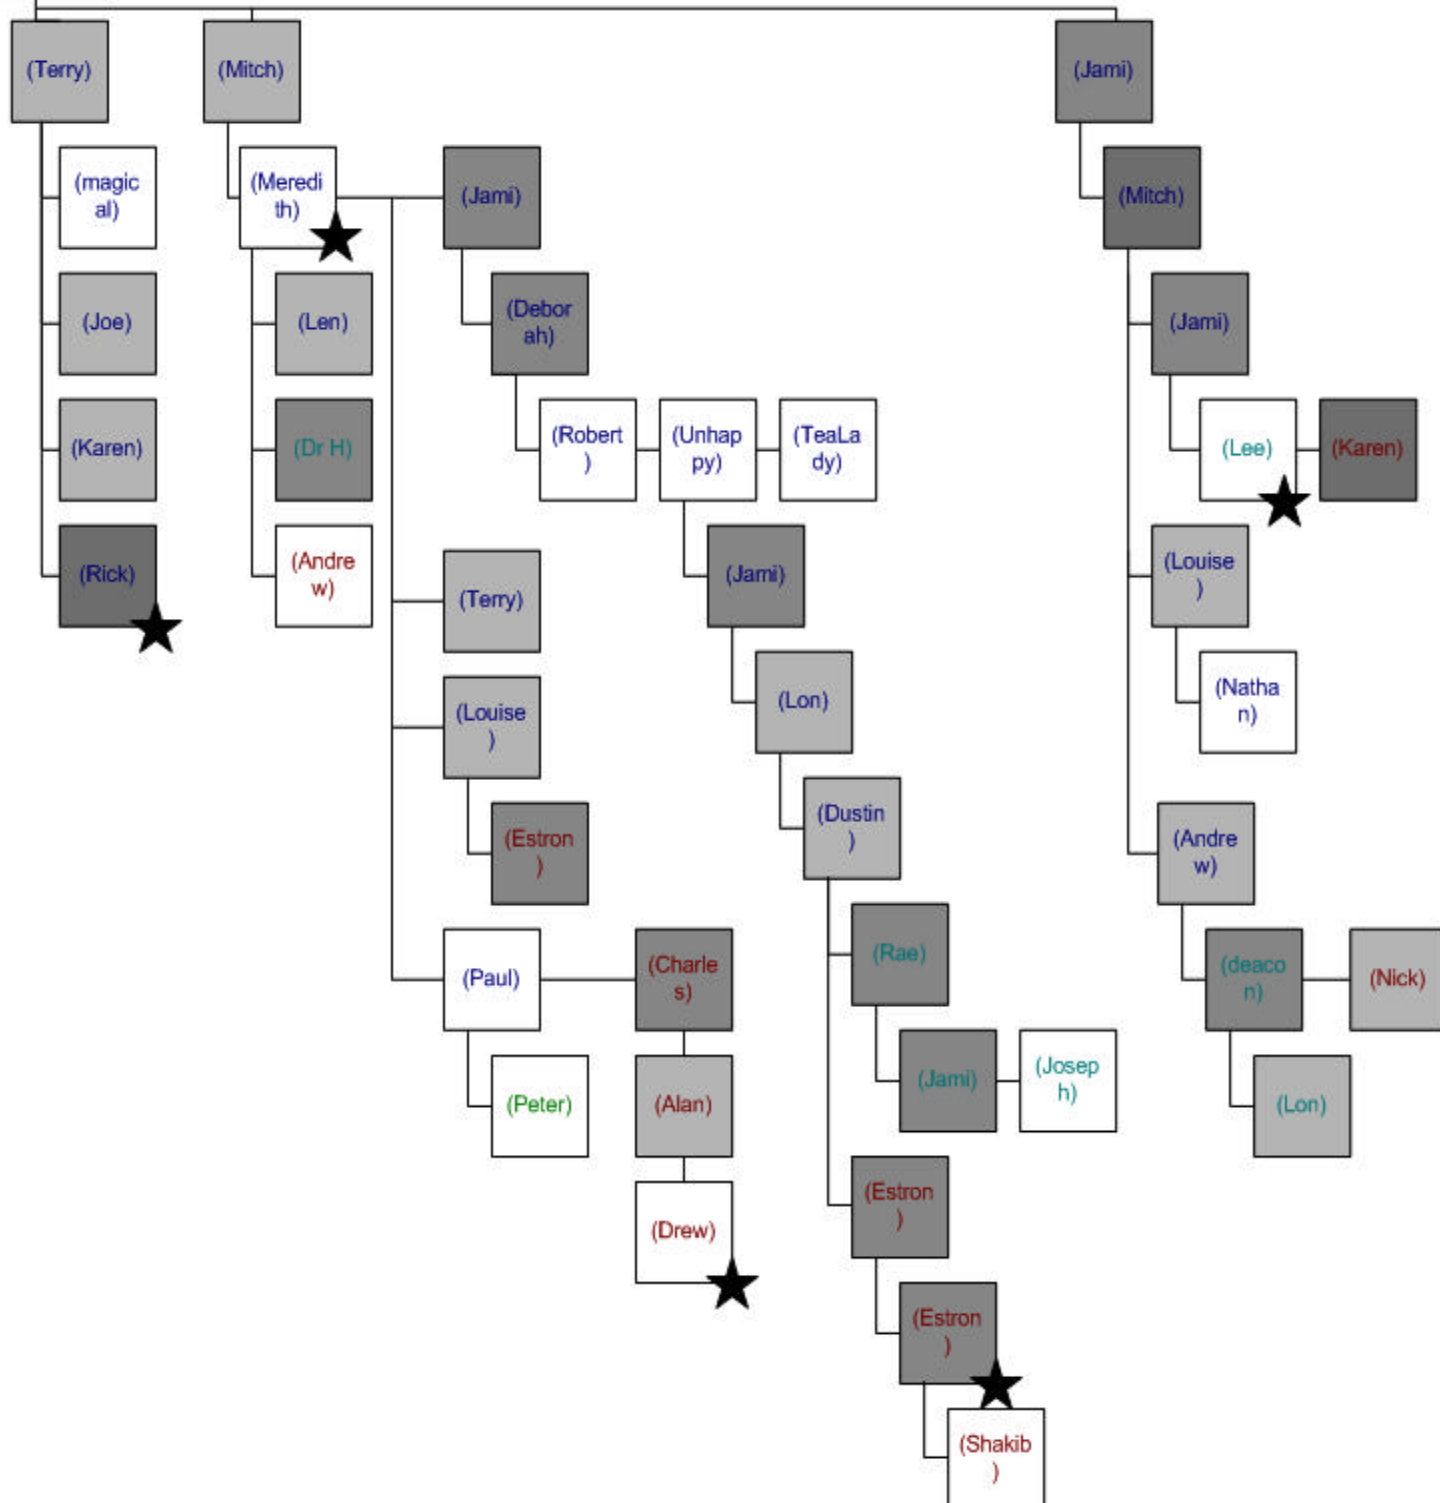 (Terry)
(Mitch)
(Jami)
(magic
al)
(Meredi
th)
(Jami)
(Mitch)
(Joe)
(Len)
(Debor
ah)
(Jami)
(Karen)
(Dr H)
(Robert
)
(Unhap
py)
(TeaLa
dy)
(Lee)
(Karen)
(Rick)
(Andre
w)
(Terry)
(Jami)
(Louise
)
(Louise
)
(Lon)
(Natha
n)
(Estron
)
(Dustin
)
(Andre
w)
(Paul)
(Charle
s)
(Rae)
(deaco
n)
(Nick)
(Peter)
(Alan)
(Jami)
(Josep
h)
(Lon)
(Drew)
(Estron
)
(Estron
)
(Shakib
)